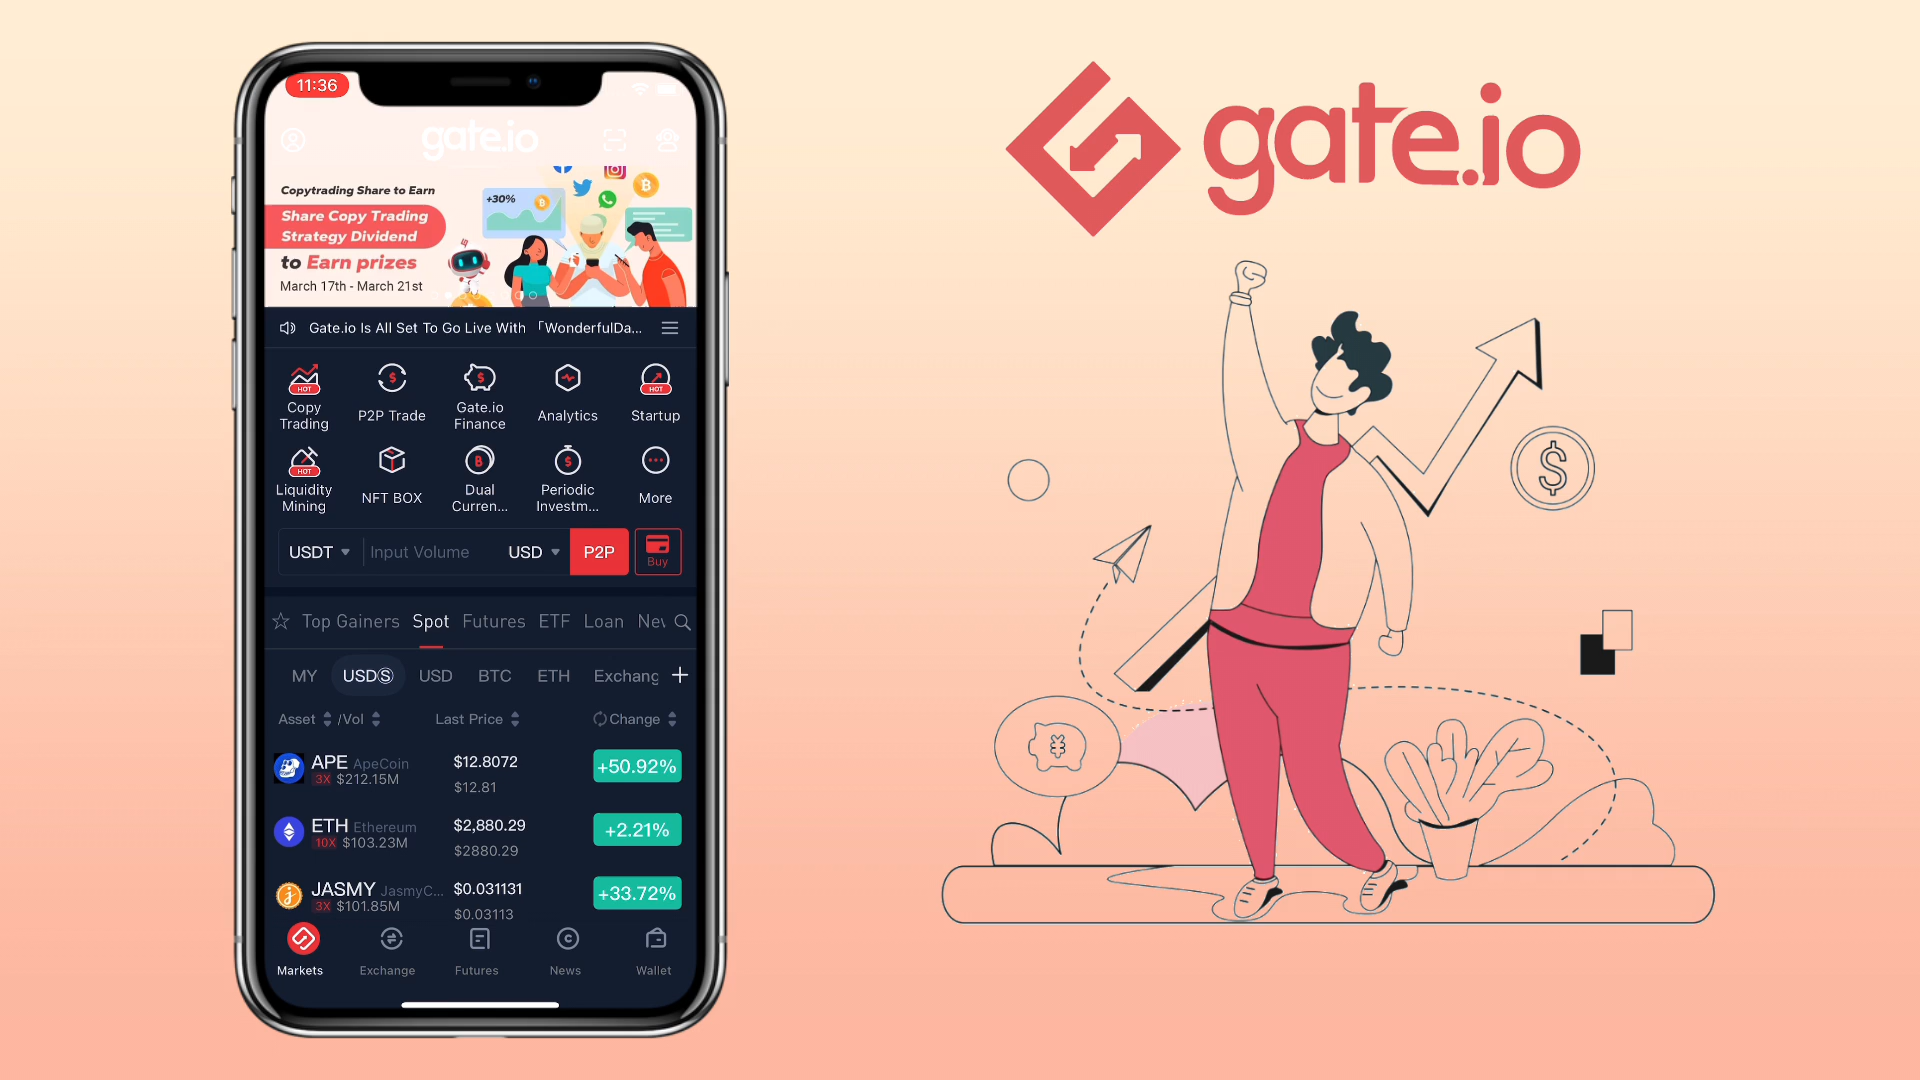 11:36
gate.io
Copytrading Share to Earn
Share Copy Trading
Strategy Dividend
to Earn prizes
March 17th - March 21st
+30%
Gate.io Is All Set To Go Live With 「WonderfulDa...
HOT
HOT
Copy
Trading
P2P Trade
Gate.io
Finance
Analytics
Startup
HOT
Liquidity
Mining
NFT BOX
Dual
Curren...
Periodic
Investm...
More
USDT
Input Volume
USD
P2P
Buy
Top Gainers Spot Futures ETF Loan Nev
MY USDⓈ USD BTC ETH Exchang +
Asset /Vol Last Price Change
APE ApeCoin $12.8072 +50.92%
3X $212.15M $12.81
ETH Ethereum $2,880.29 +2.21%
10X $103.23M $2880.29
JASMY JasmyC... $0.031131 +33.72%
3X $101.85M $0.03113
Markets Exchange Futures News Wallet
gate.io
$
¥